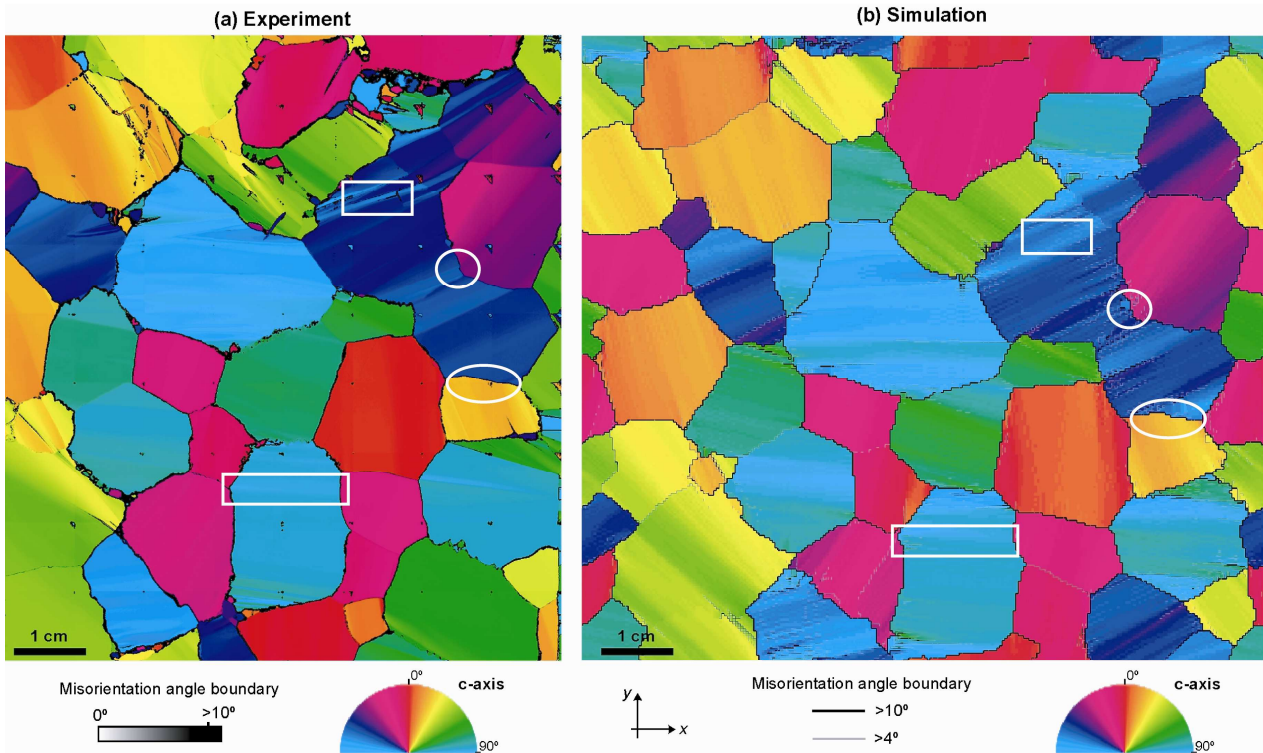 (a) Experiment
(b) Simulation
1 cm
1 cm
Misorientation angle boundary
0º
>10º
0º
c-axis
90º
y
x
Misorientation angle boundary
>10º
>4º
0º
c-axis
90º